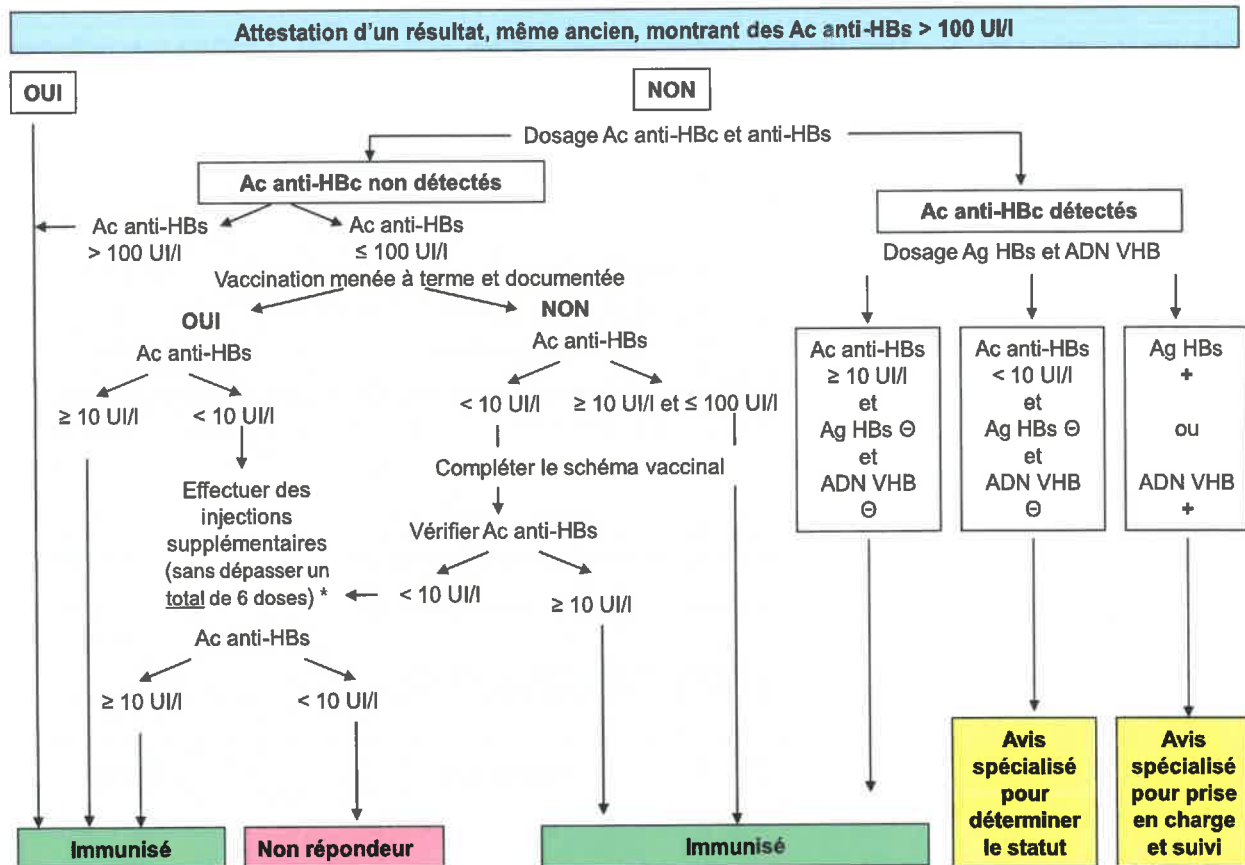 Attestation d'un résultat, même ancien, montrant des Ac anti-HBs > 100 UI/l
OUI
NON
Dosage Ac anti-HBc et anti-HBs
Ac anti-HBc non détectés
Ac anti-HBs
> 100 UI/l
Ac anti-HBs
≤ 100 UI/l
Vaccination menée à terme et documentée
OUI
Ac anti-HBs
≥ 10 UI/l
< 10 UI/l
Effectuer des
injections
supplémentaires
(sans dépasser un
total de 6 doses) *
Ac anti-HBs
≥ 10 UI/l
< 10 UI/l
NON
Ac anti-HBs
< 10 UI/l
≥ 10 UI/l et ≤ 100 UI/l
Compléter le schéma vaccinal
Vérifier Ac anti-HBs
< 10 UI/l
≥ 10 UI/l
Ac anti-HBc détectés
Dosage Ag HBs et ADN VHB
Ac anti-HBs
≥ 10 UI/l
et
Ag HBs ⊖
et
ADN VHB
⊖
Ac anti-HBs
< 10 UI/l
et
Ag HBs ⊖
et
ADN VHB
⊖
Ag HBs
+
ou
ADN VHB
+
Immunisé
Non répondeur
Immunisé
Avis
spécialisé
pour
déterminer
le statut
Avis
spécialisé
pour prise
en charge
et suivi